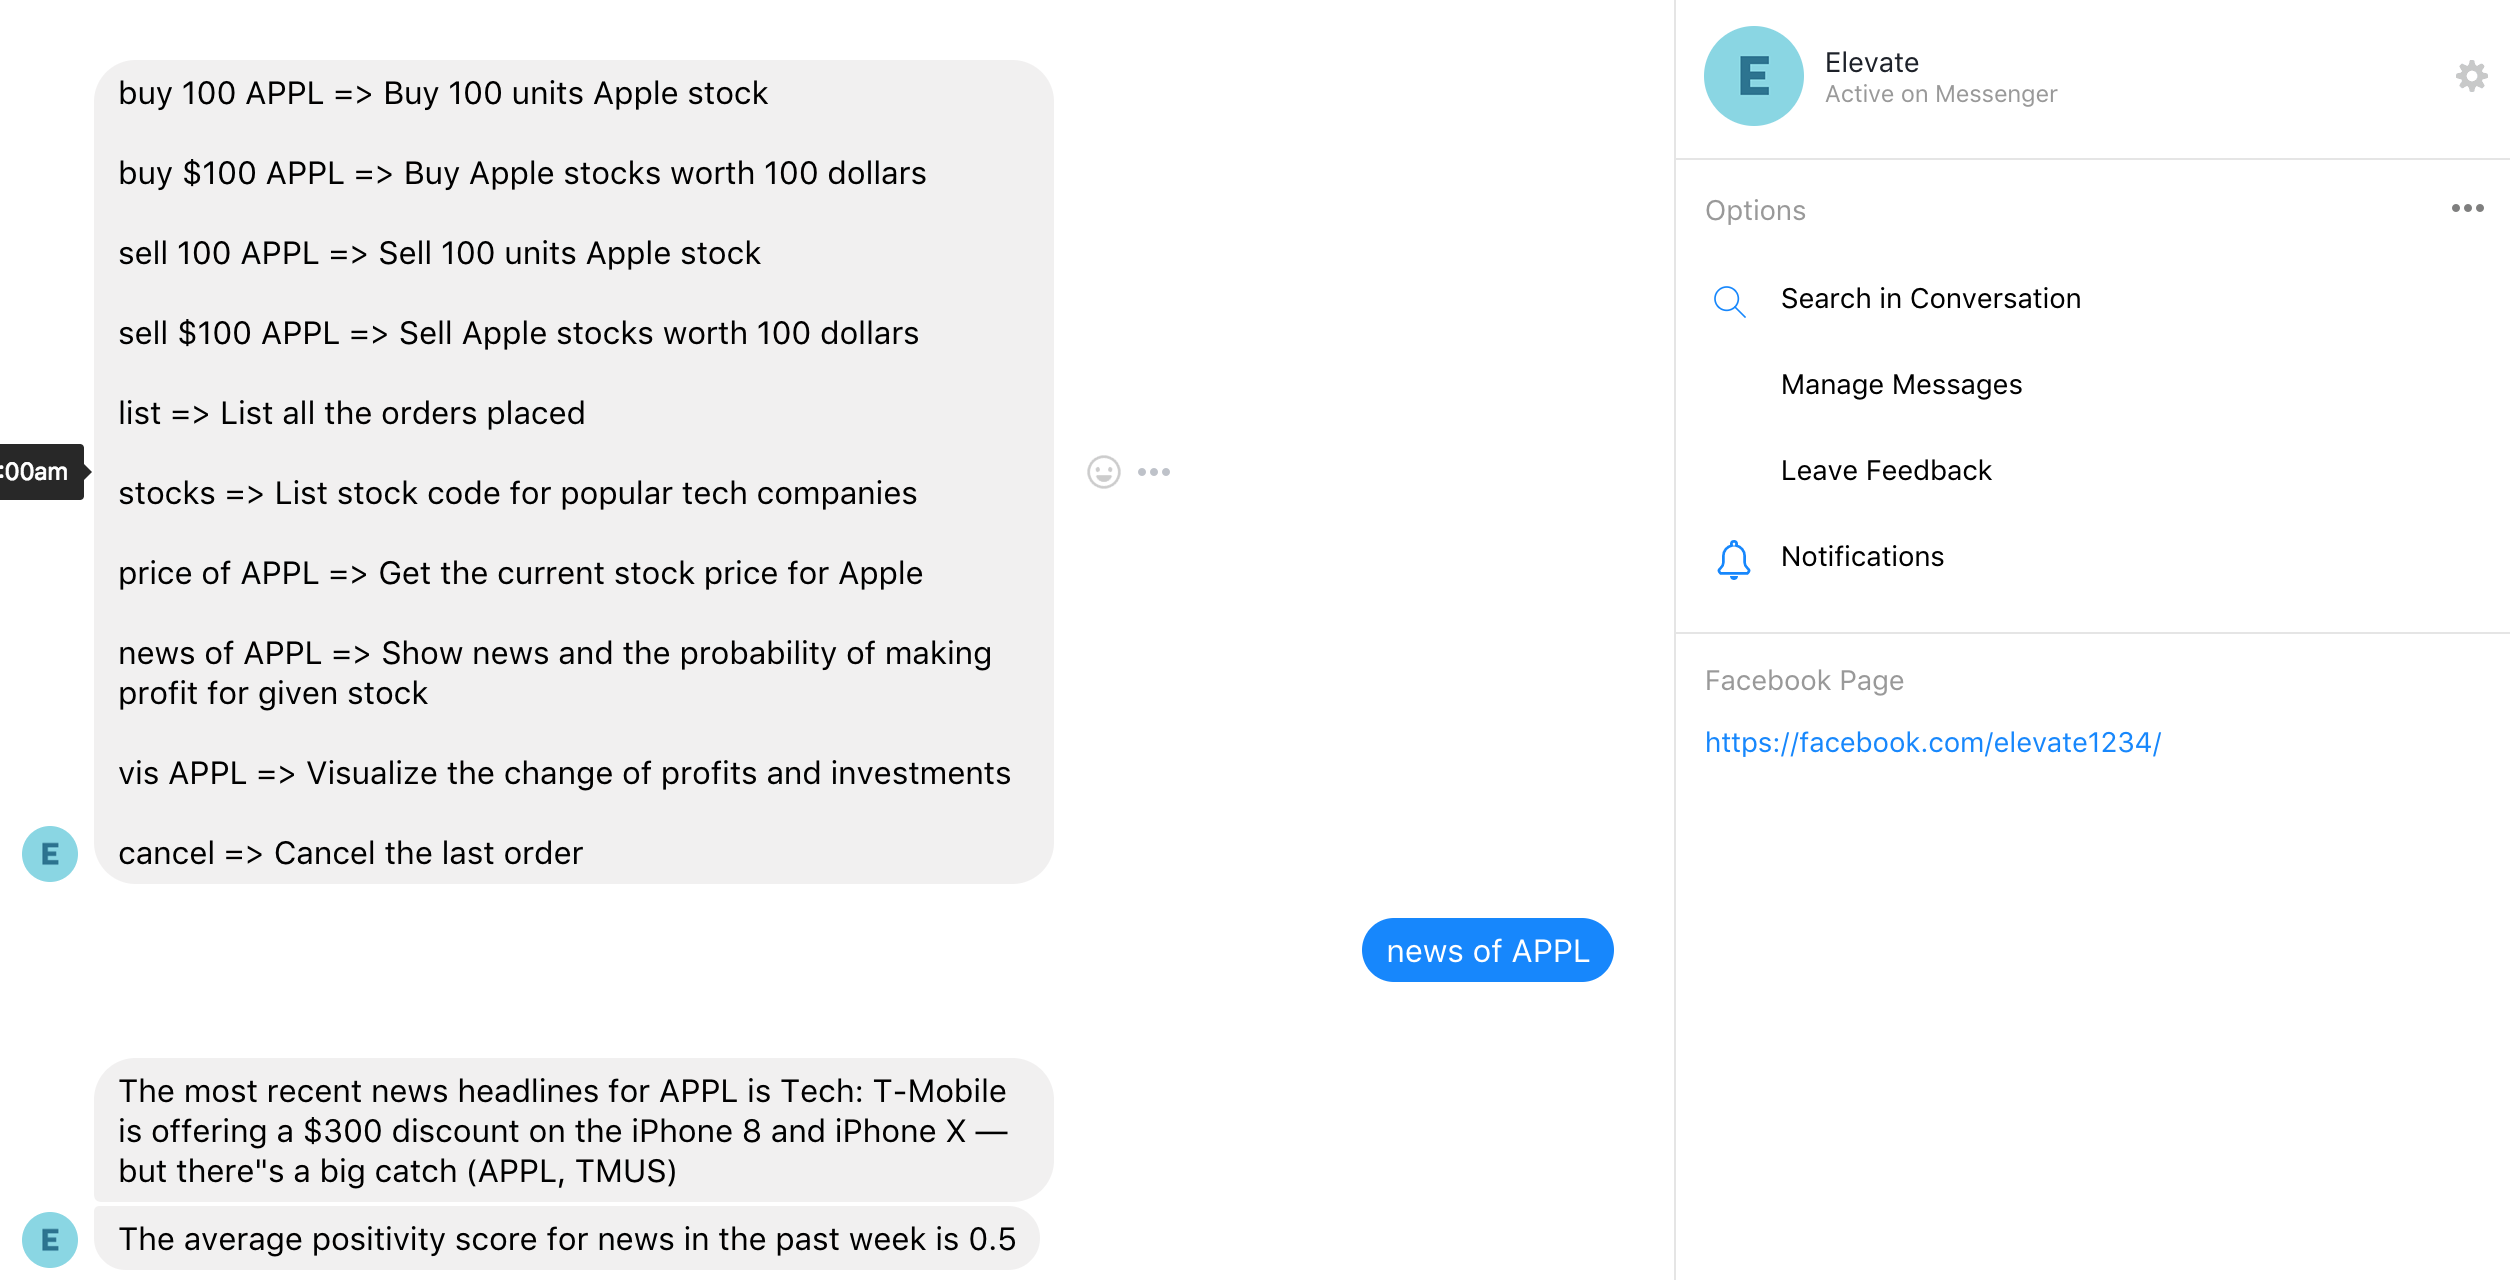 buy 100 APPL => Buy 100 units Apple stock
buy $100 APPL => Buy Apple stocks worth 100 dollars
sell 100 APPL => Sell 100 units Apple stock
sell $100 APPL => Sell Apple stocks worth 100 dollars
list => List all the orders placed
:00am
stocks => List stock code for popular tech companies
price of APPL => Get the current stock price for Apple
news of APPL => Show news and the probability of making
profit for given stock
vis APPL => Visualize the change of profits and investments
E
cancel => Cancel the last order
news of APPL
The most recent news headlines for APPL is Tech: T-Mobile
is offering a $300 discount on the iPhone 8 and iPhone X —
but there"s a big catch (APPL, TMUS)
E
The average positivity score for news in the past week is 0.5
E
Elevate
Active on Messenger
Options
Search in Conversation
Manage Messages
Leave Feedback
Notifications
Facebook Page
https://facebook.com/elevate1234/